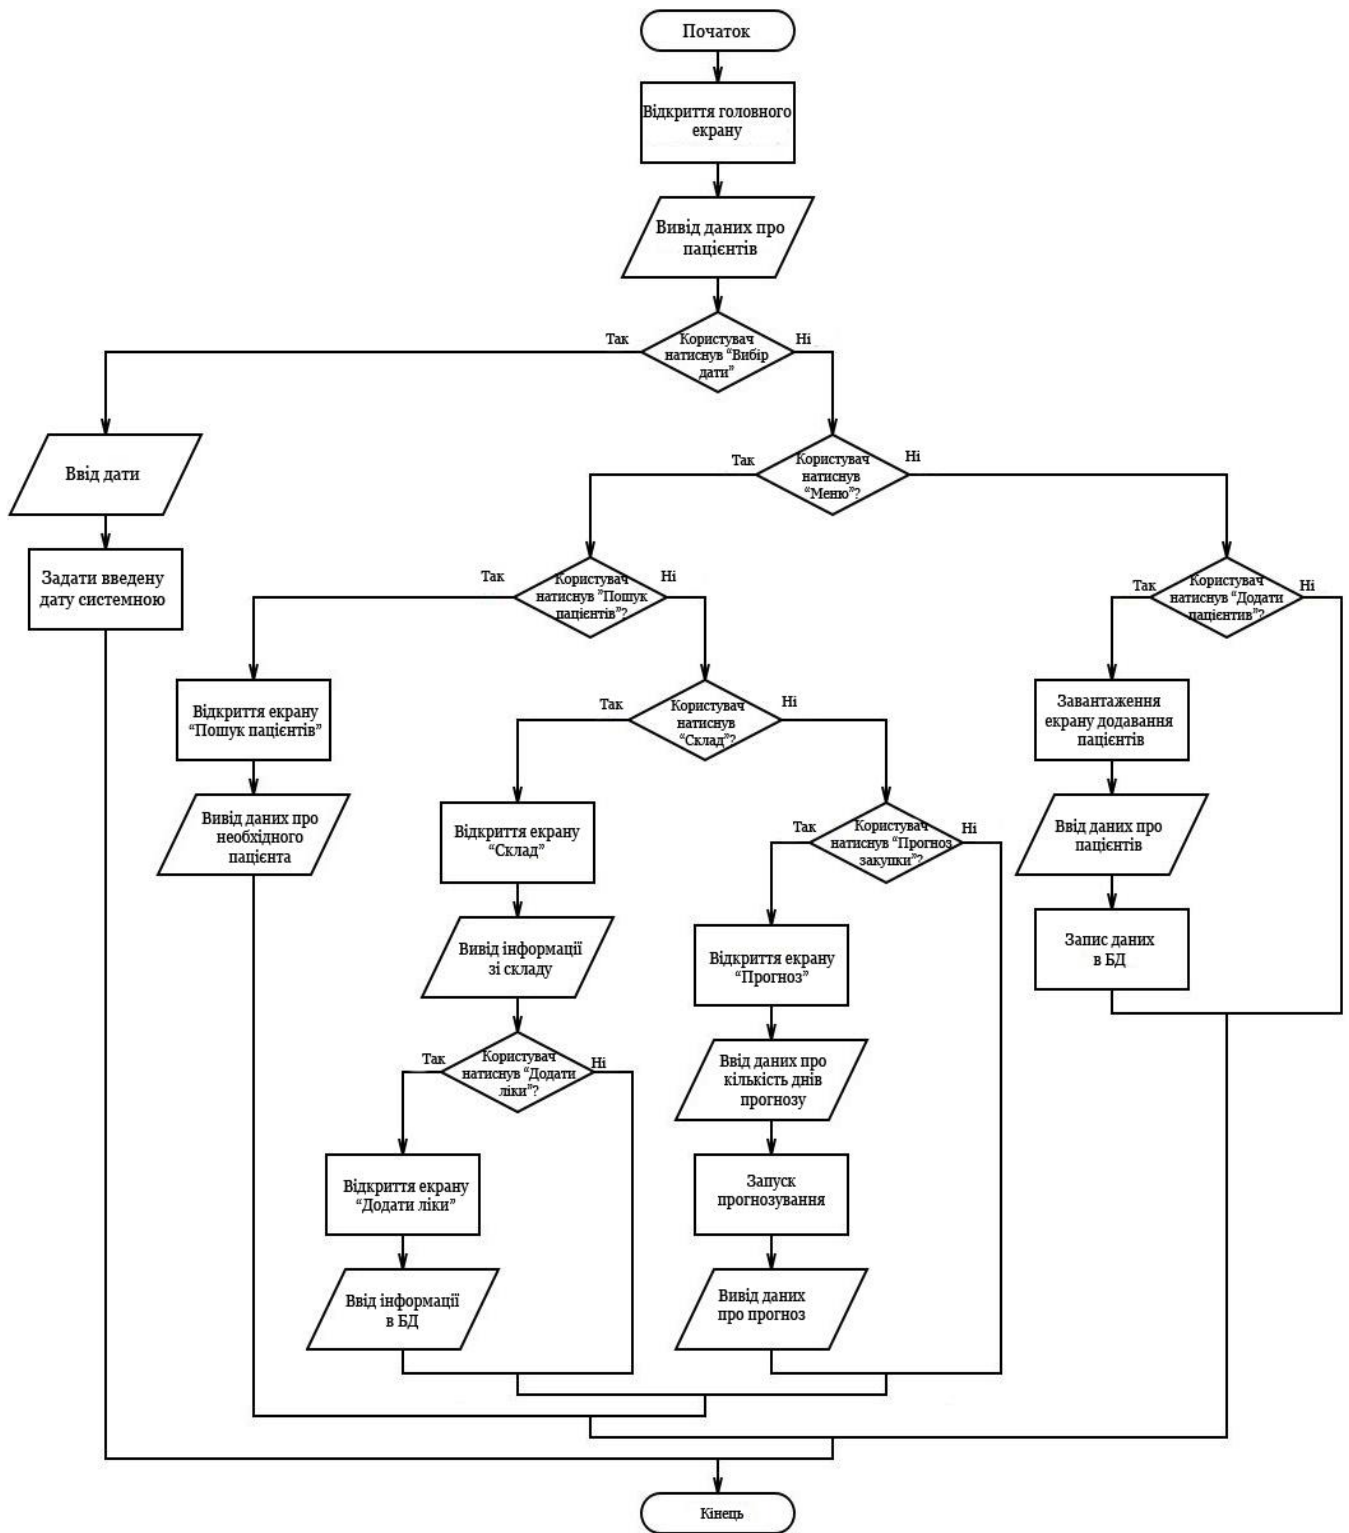 Початок
Відкриття головного
екрану
Вивід даних про
пацієнтів
Так
Користувач
натиснув “Вибір
дати”
Ні
Ввід дати
Так
Користувач
натиснув
“Меню”?
Ні
Задати введену
дату системною
Так
Користувач
натиснув ”Пошук
пацієнтів”?
Ні
Так
Користувач
натиснув “Додати
пацієнтив”?
Ні
Відкриття екрану
“Пошук пацієнтів”
Так
Користувач
натиснув
“Склад”?
Ні
Завантаження
екрану додавання
пацієнтів
Вивід даних про
необхідного
пацієнта
Відкриття екрану
“Склад”
Так
Користувач
натиснув “Прогноз
закупки”?
Ні
Ввід даних про
пацієнтів
Вивід інформації
зі складу
Відкриття екрану
“Прогноз”
Запис даних
в БД
Так
Користувач
натиснув “Додати
ліки”?
Ні
Ввід даних про
кількість днів
прогнозу
Відкриття екрану
“Додати ліки”
Запуск
прогнозування
Ввід інформації
в БД
Вивід даних
про прогноз
Кінець